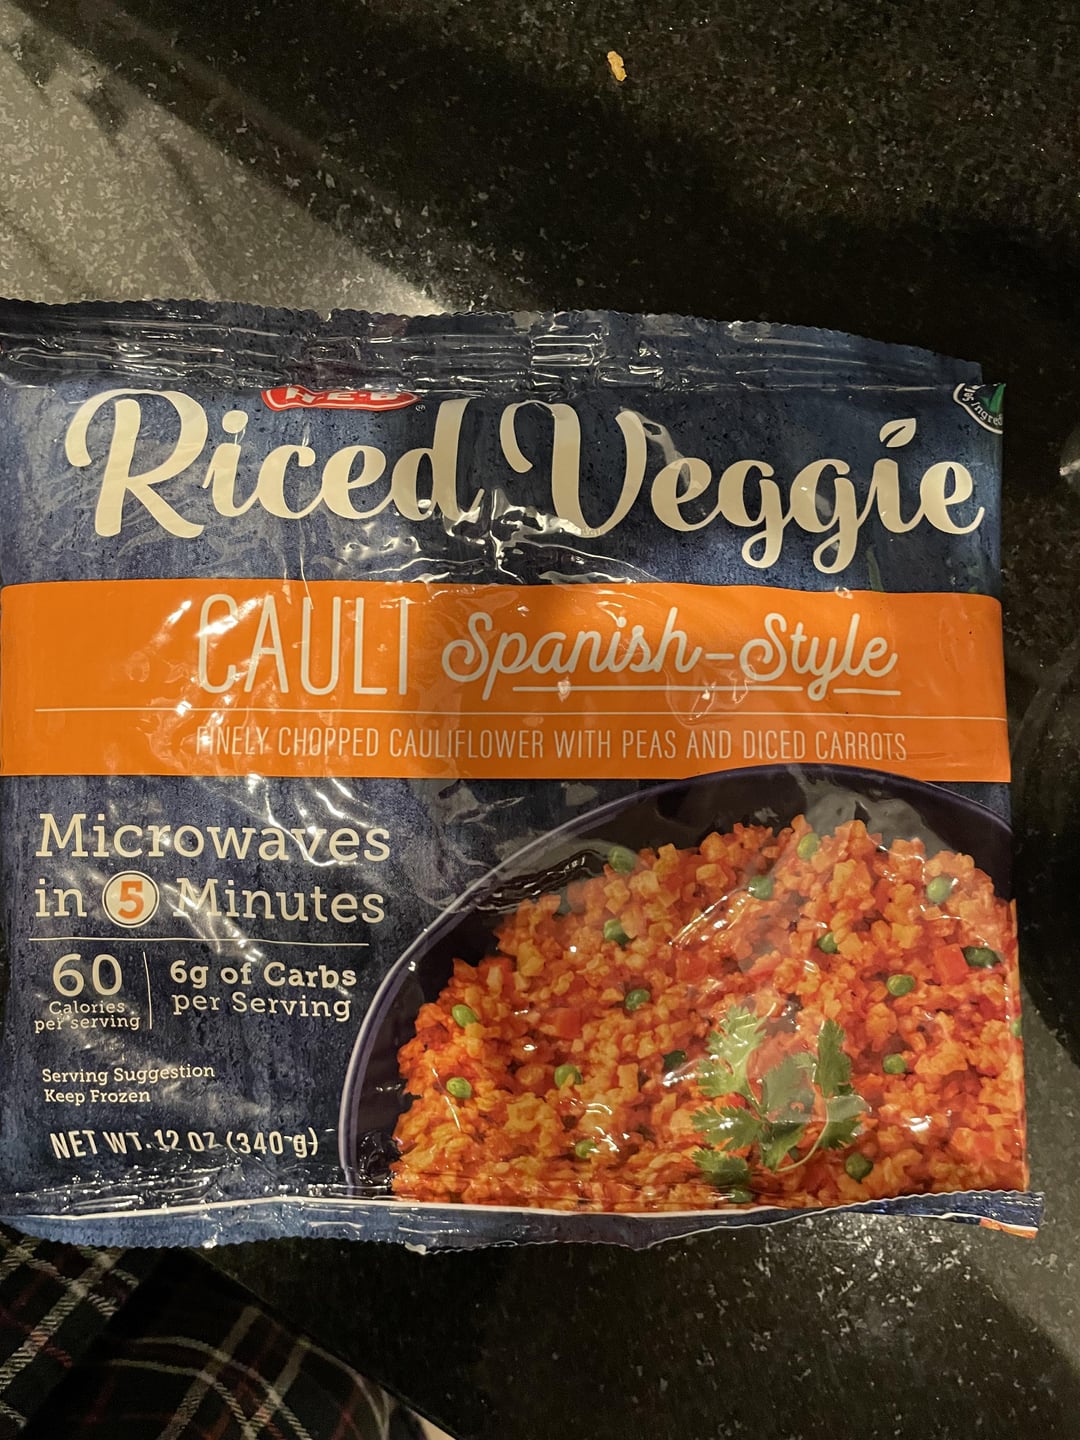 H-E-B
Riced Veggie
CAULI Spanish-Style
FINELY CHOPPED CAULIFLOWER WITH PEAS AND DICED CARROTS
Microwaves
in 5 Minutes
60
Calories
per serving
6g of Carbs
per Serving
Serving Suggestion
Keep Frozen
NET WT. 12 OZ (340 g)